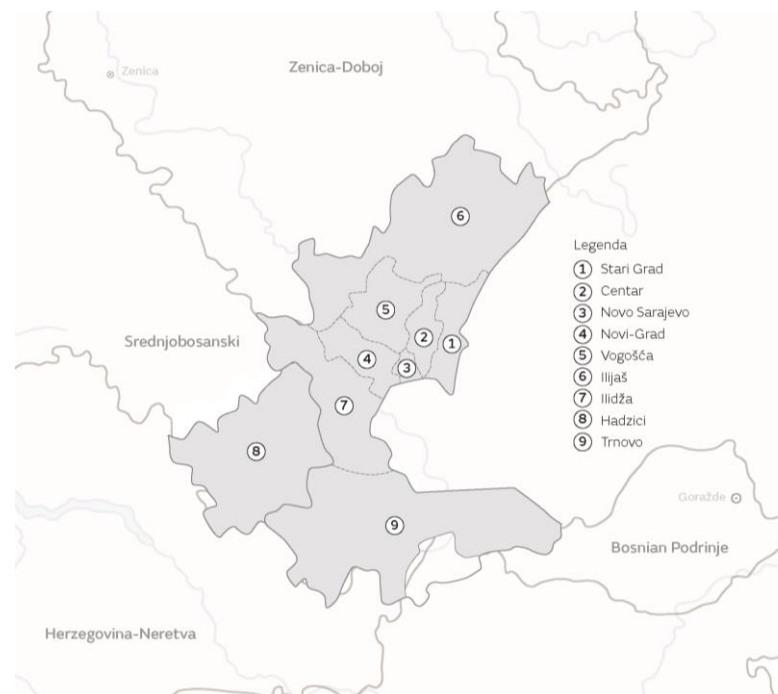 Zenica
Zenica-Doboj
6
Legenda
1 Stari Grad
2 Centar
3 Novo Sarajevo
4 Novi-Grad
5 Vogošća
6 Ilijaš
7 Ilidža
8 Hadzici
9 Trnovo
5
2
1
Srednjobosanski
4
3
7
8
Goražde
9
Bosnian Podrinje
Herzegovina-Neretva